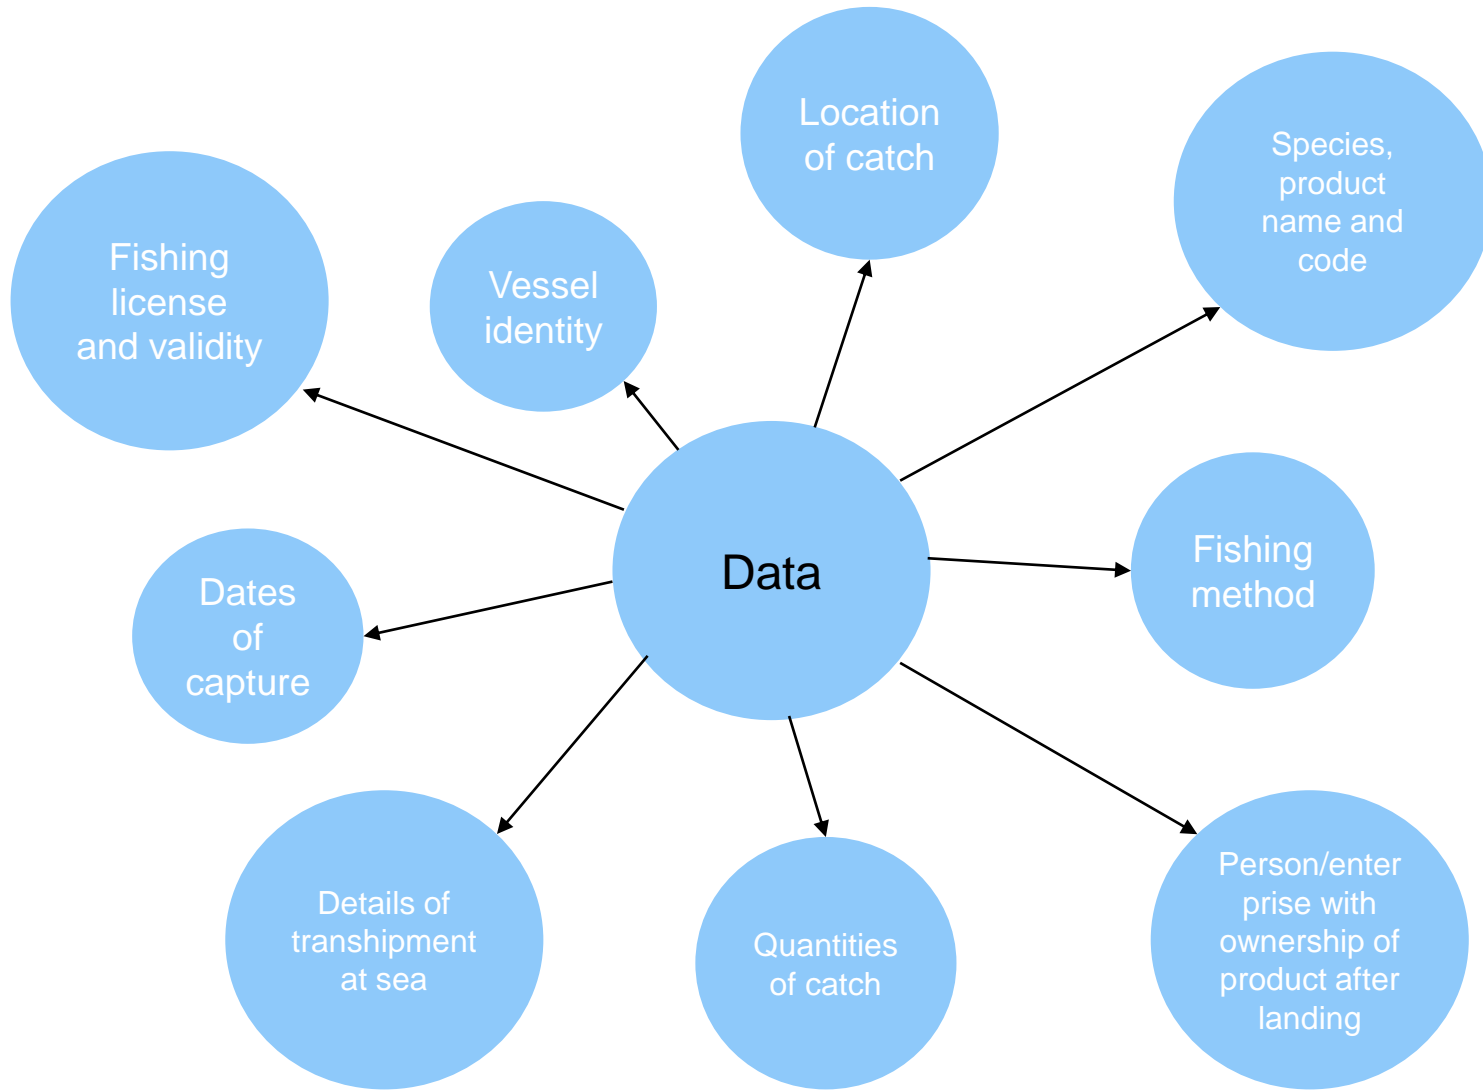 Location
of catch
Species,
product
name and
code
Fishing
license
and validity
Vessel
identity
Data
Fishing
method
Dates
of
capture
Details of
transhipment
at sea
Quantities
of catch
Person/enter
prise with
ownership of
product after
landing